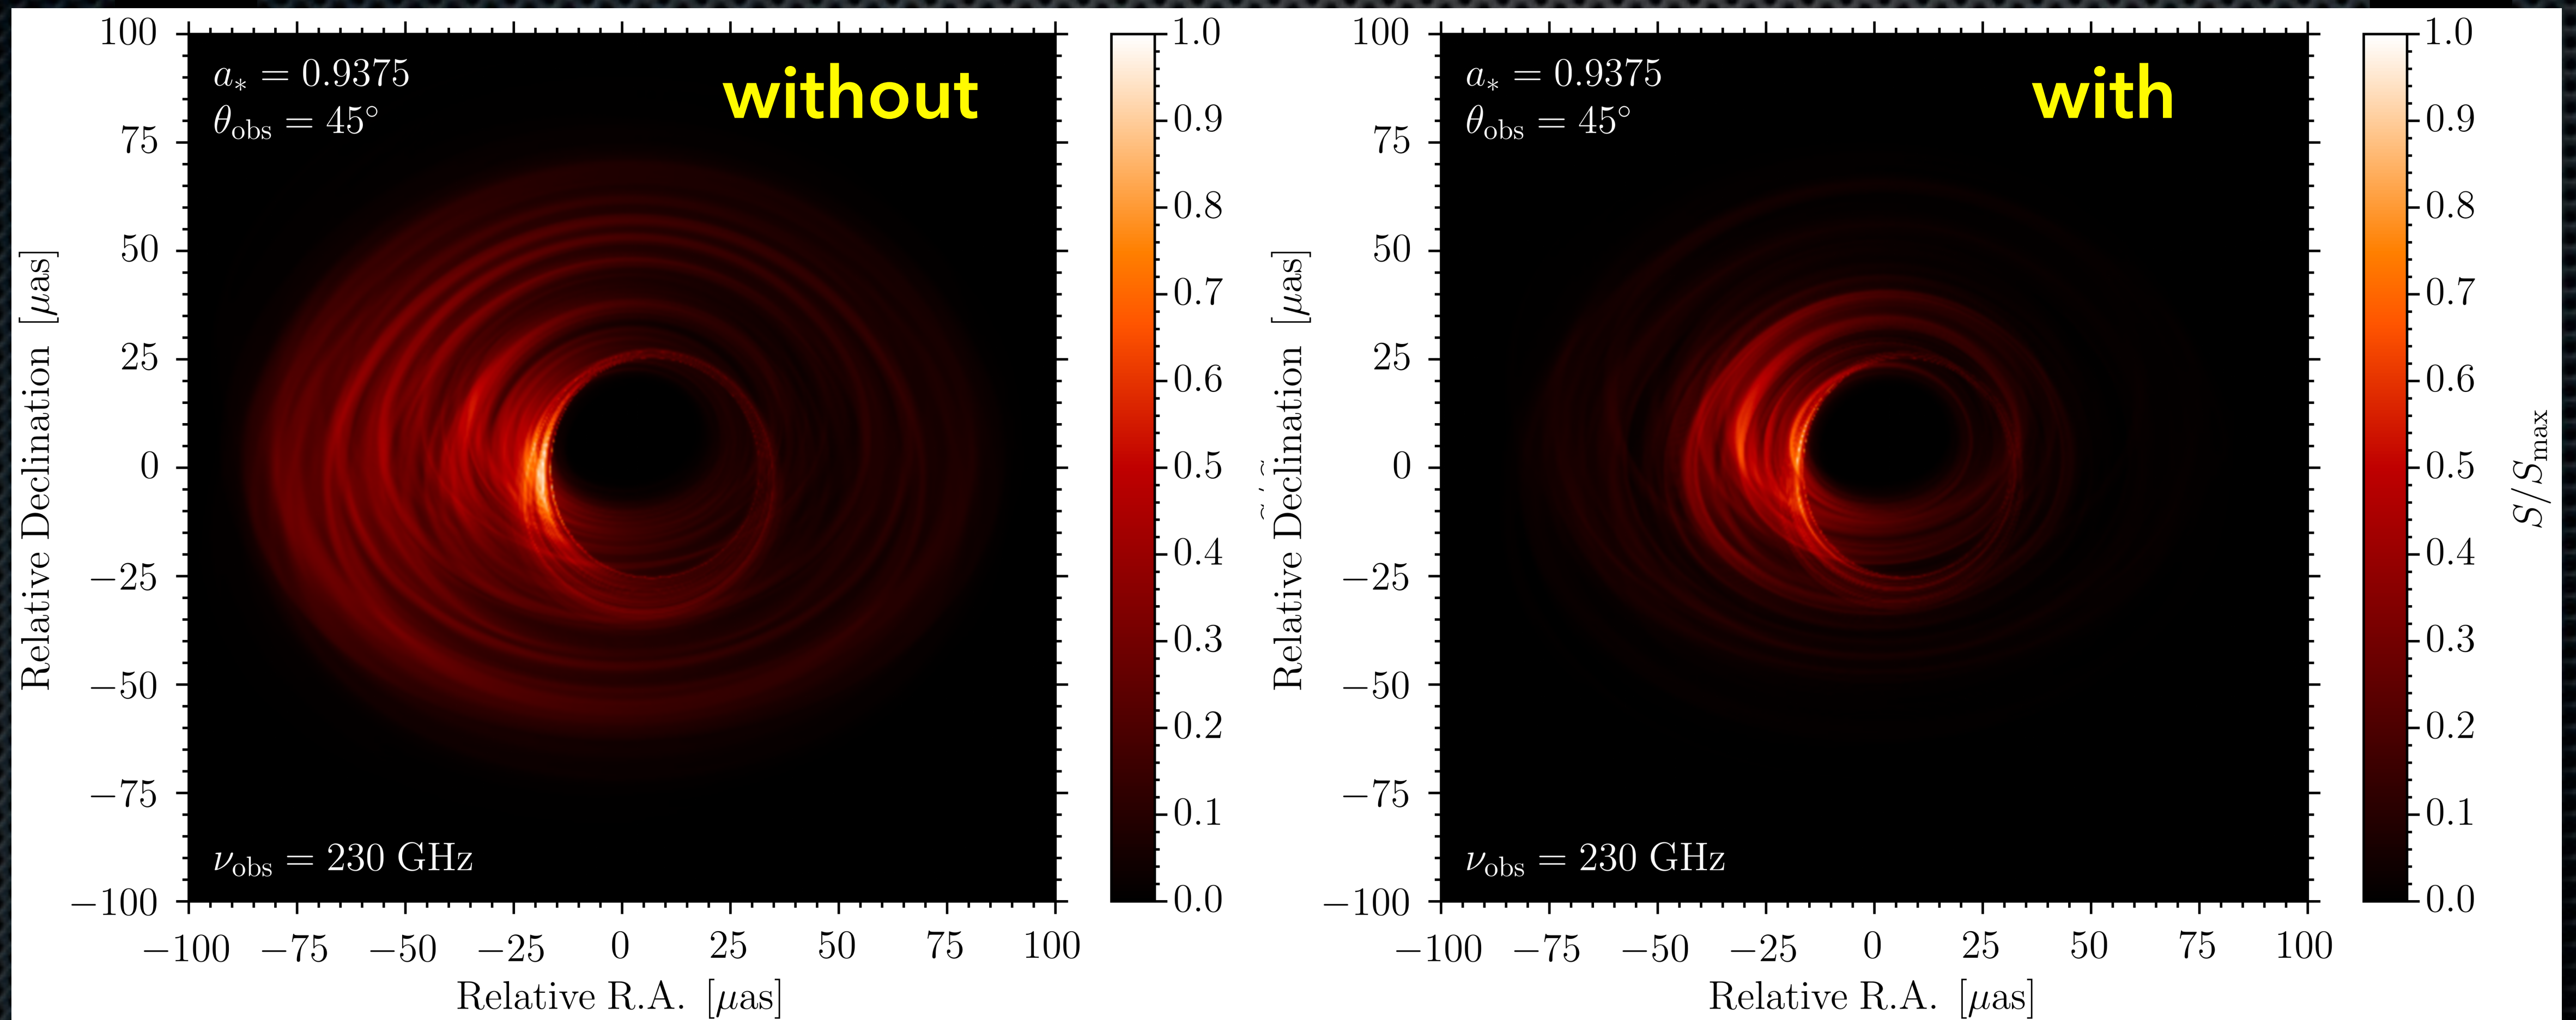 a∗ = 0.9375
θobs = 45°
without
νobs = 230 GHz
100
75
50
25
0
−25
−50
−75
−100
Relative Declination [μas]
−100 −75 −50 −25 0 25 50 75 100
Relative R.A. [μas]
1.0
0.9
0.8
0.7
0.6
0.5
0.4
0.3
0.2
0.1
0.0
a∗ = 0.9375
θobs = 45°
with
νobs = 230 GHz
100
75
50
25
0
−25
−50
−75
−100
Relative Declination [μas]
−100 −75 −50 −25 0 25 50 75 100
Relative R.A. [μas]
1.0
0.9
0.8
0.7
0.6
0.5
0.4
0.3
0.2
0.1
0.0
S/Smax